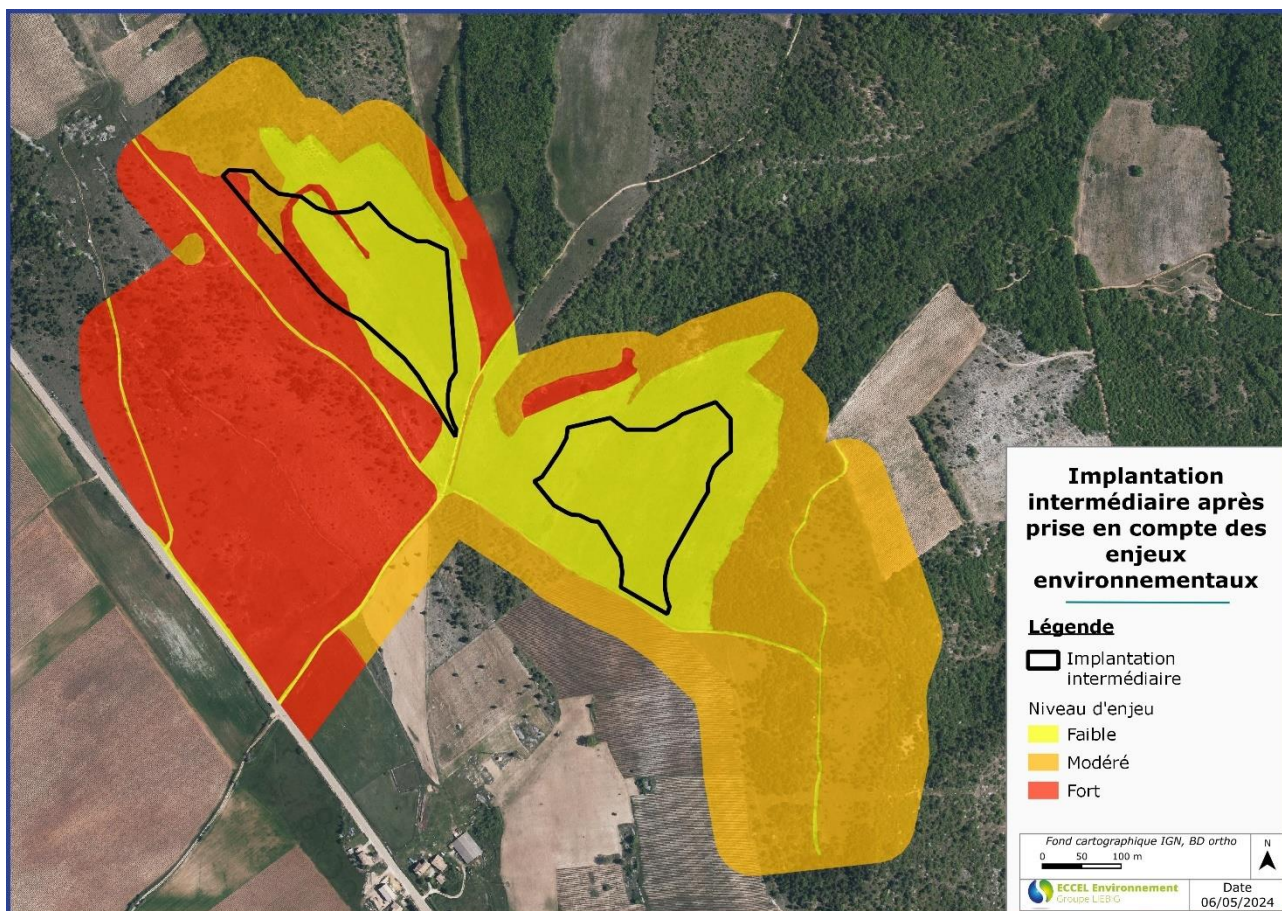 Implantation
intermédiaire après
prise en compte des
enjeux
environnementaux
Légende
Implantation
intermédiaire
Niveau d'enjeu
Faible
Modéré
Fort
Fond cartographique IGN, BD ortho
0 50 100 m
N
ECCEL Environnement
Groupe LIEBIG
Date
06/05/2024